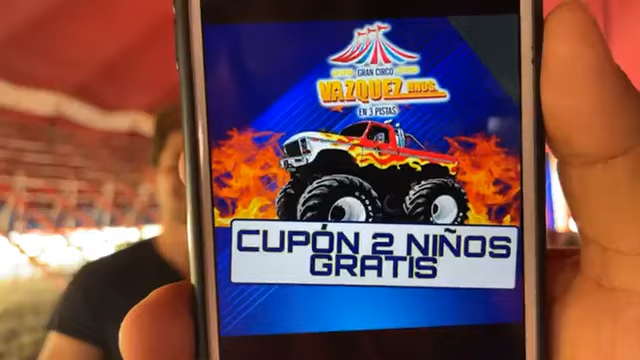 GRAN CIRCO
VAZQUEZ HNOS.
EN 3 PISTAS
CUPÓN 2 NIÑOS
GRATIS